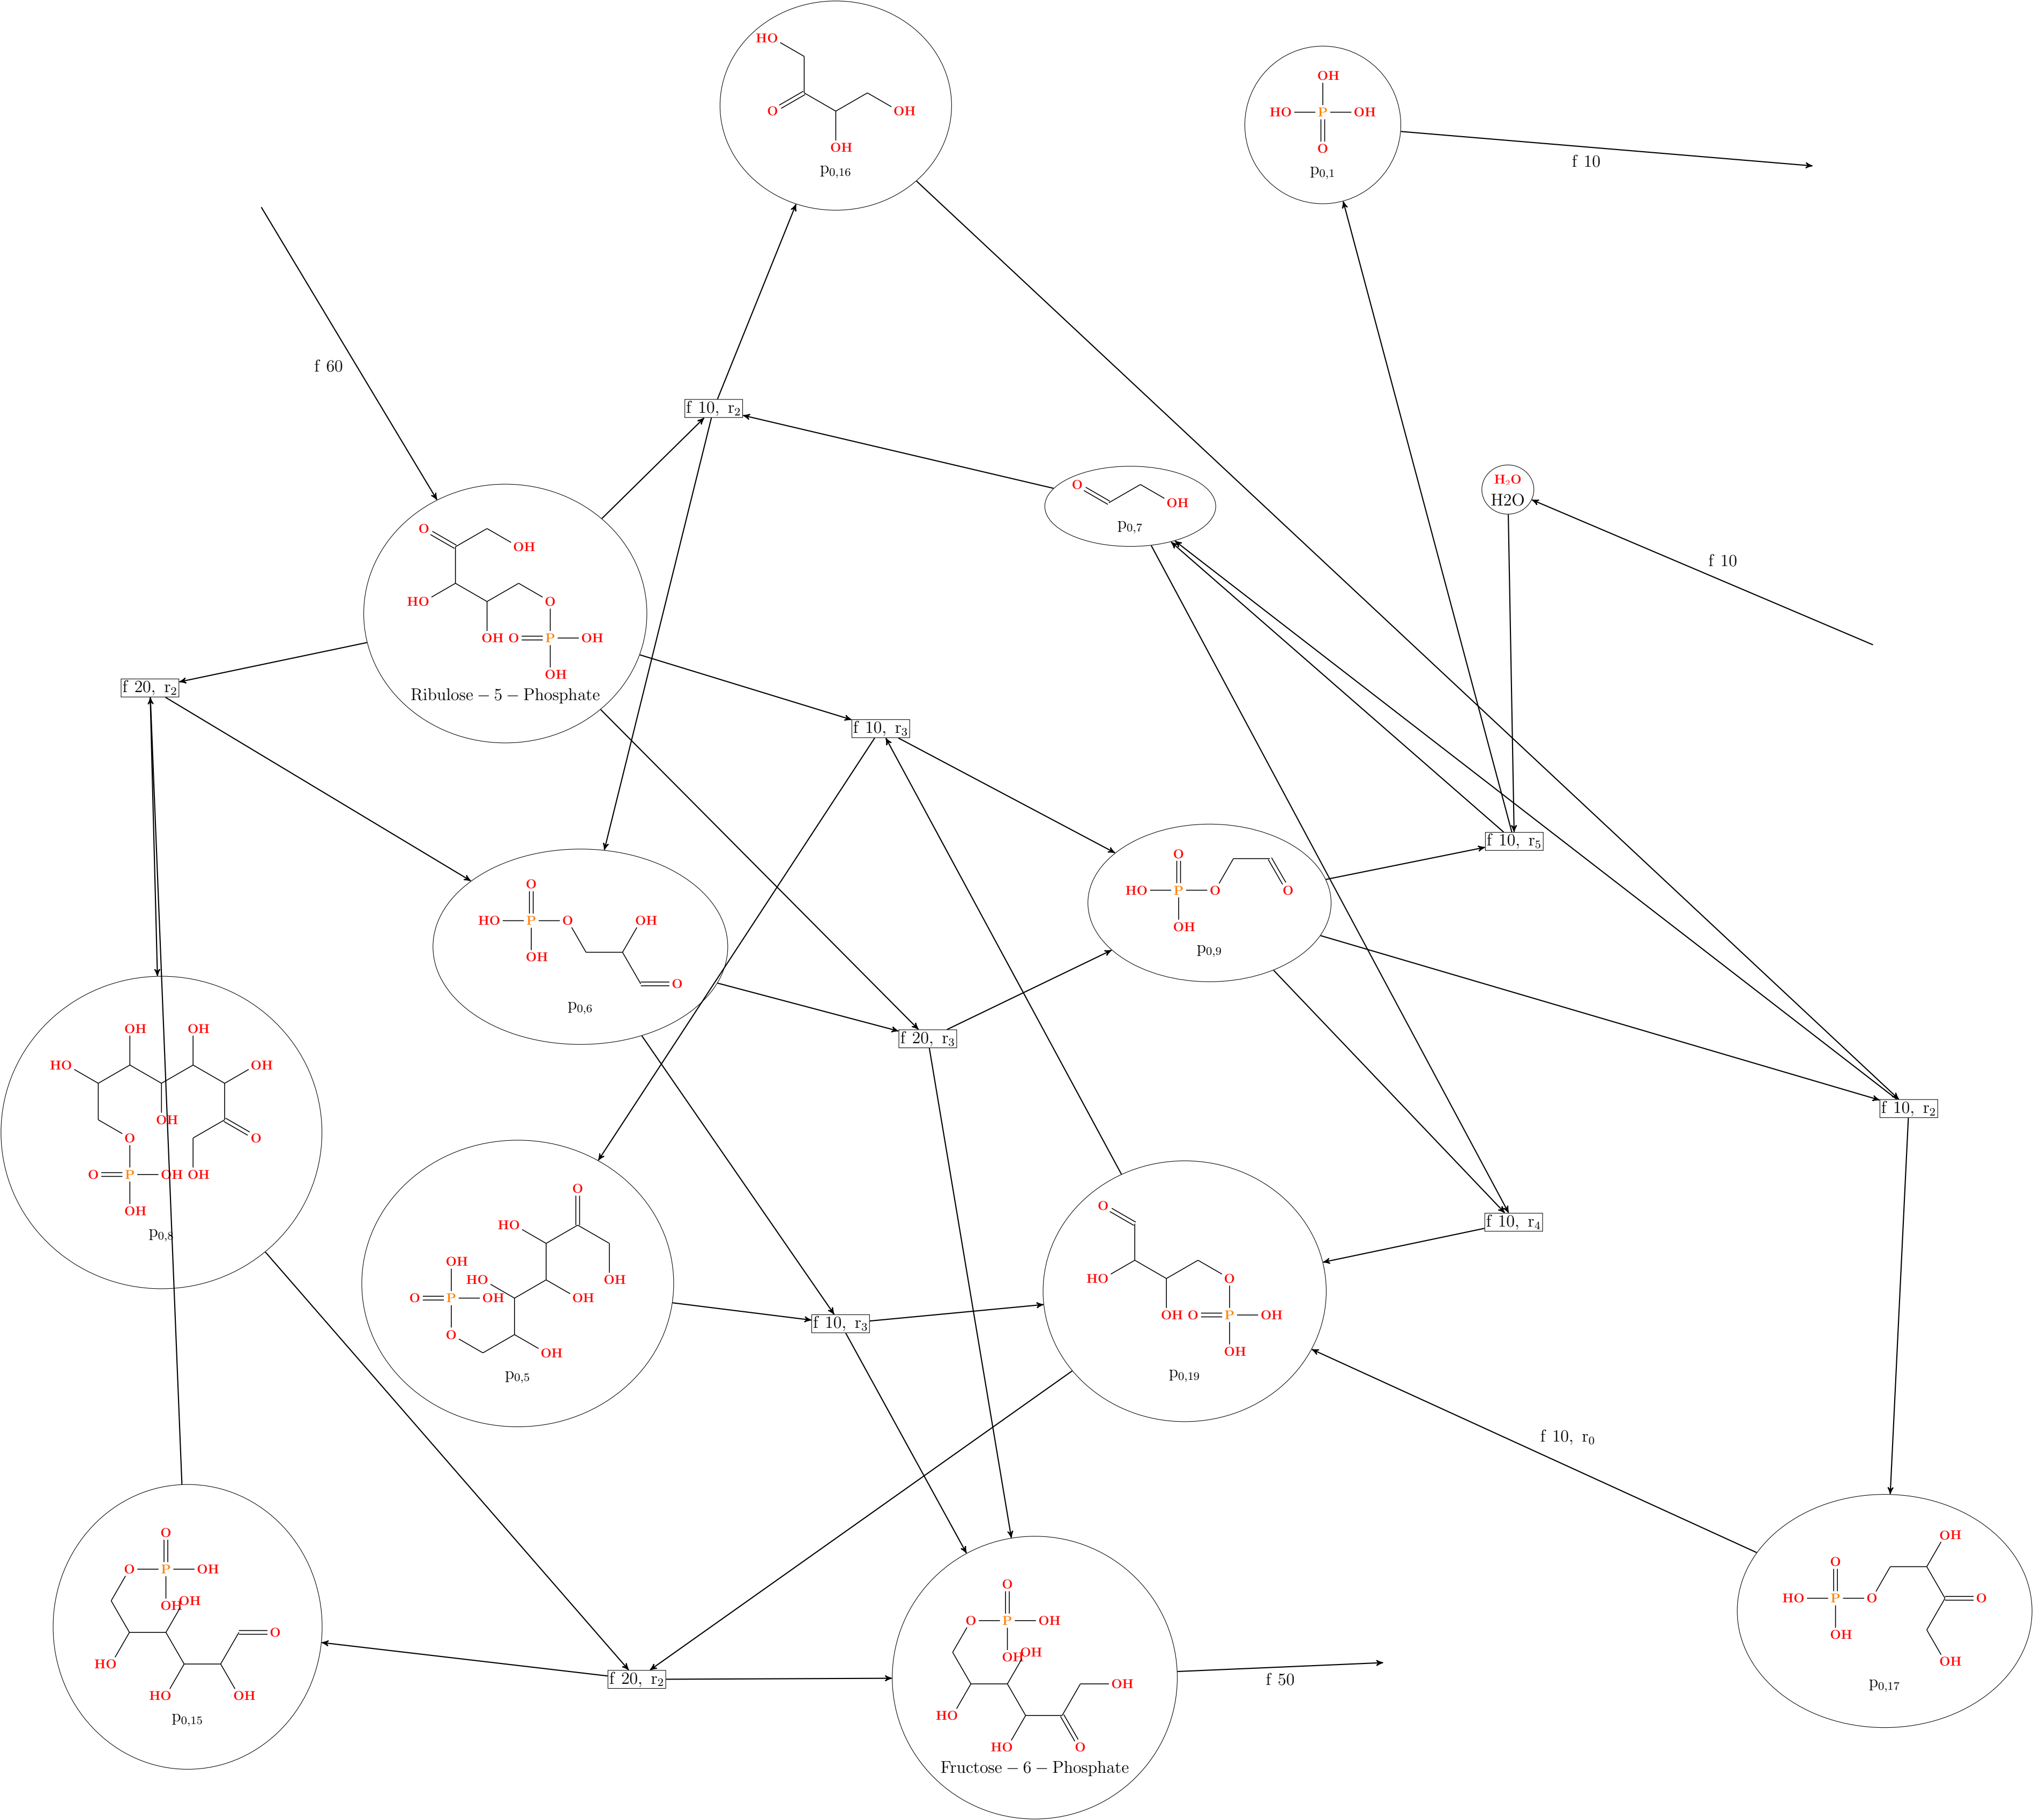 HO
O
OH
OH
p0,16
OH
HO P OH
O
p0,1
f 10
f 60
f 10, r2
O
OH
p0,7
H2O
H2O
f 10
O
OH
HO
O
OH O P OH
OH
Ribulose − 5 − Phosphate
f 20, r2
f 10, r3
f 10, r5
O
HO P O OH
OH
O
p0,6
O
HO P O O
OH
p0,9
f 20, r3
OH OH
HO OH
OH
O O
O P OH OH
OH
p0,8
f 10, r2
O
HO
OH
HO OH
O P OH OH
O
OH
p0,5
O
HO
O
OH O P OH
OH
p0,19
f 10, r4
f 10, r3
f 10, r0
O
O P OH
OH OH
O
HO
HO OH
p0,15
f 20, r2
O
O P OH
OH OH
OH
HO
HO O
Fructose − 6 − Phosphate
f 50
OH
O
HO P O O
OH
OH
p0,17